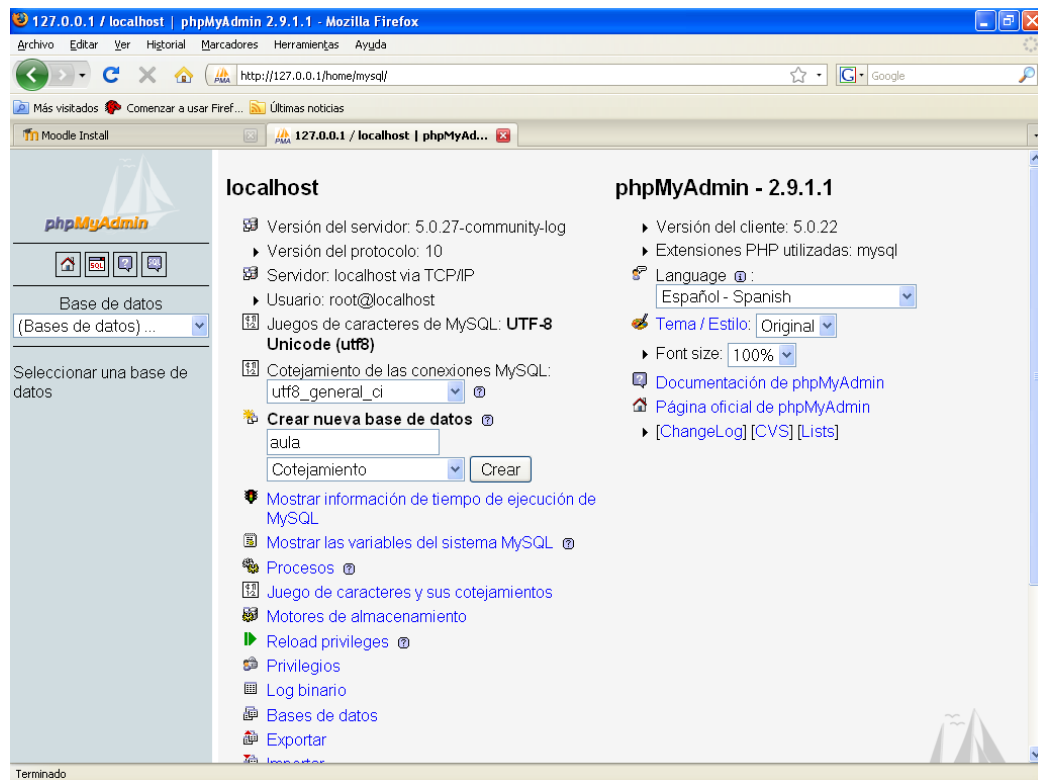 127.0.0.1 / localhost | phpMyAdmin 2.9.1.1 - Mozilla Firefox
Archivo Editar Ver Historial Marcadores Herramientas Ayuda
PMA http://127.0.0.1/home/mysql/ G Google
Más visitados Comenzar a usar Firef... Últimas noticias
Moodle Install PMA 127.0.0.1 / localhost | phpMyAd...
phpMyAdmin
SQL
Base de datos
(Bases de datos) ...
Seleccionar una base de
datos
localhost
Versión del servidor: 5.0.27-community-log
Versión del protocolo: 10
Servidor: localhost via TCP/IP
Usuario: root@localhost
Juegos de caracteres de MySQL: UTF-8
Unicode (utf8)
Cotejamiento de las conexiones MySQL:
utf8_general_ci
Crear nueva base de datos
aula
Cotejamiento Crear
Mostrar información de tiempo de ejecución de
MySQL
Mostrar las variables del sistema MySQL
Procesos
Juego de caracteres y sus cotejamientos
Motores de almacenamiento
Reload privileges
Privilegios
Log binario
Bases de datos
Exportar
Importar
phpMyAdmin - 2.9.1.1
Versión del cliente: 5.0.22
Extensiones PHP utilizadas: mysql
Language :
Español - Spanish
Tema / Estilo: Original
Font size: 100%
Documentación de phpMyAdmin
Página oficial de phpMyAdmin
[ChangeLog] [CVS] [Lists]
Terminado